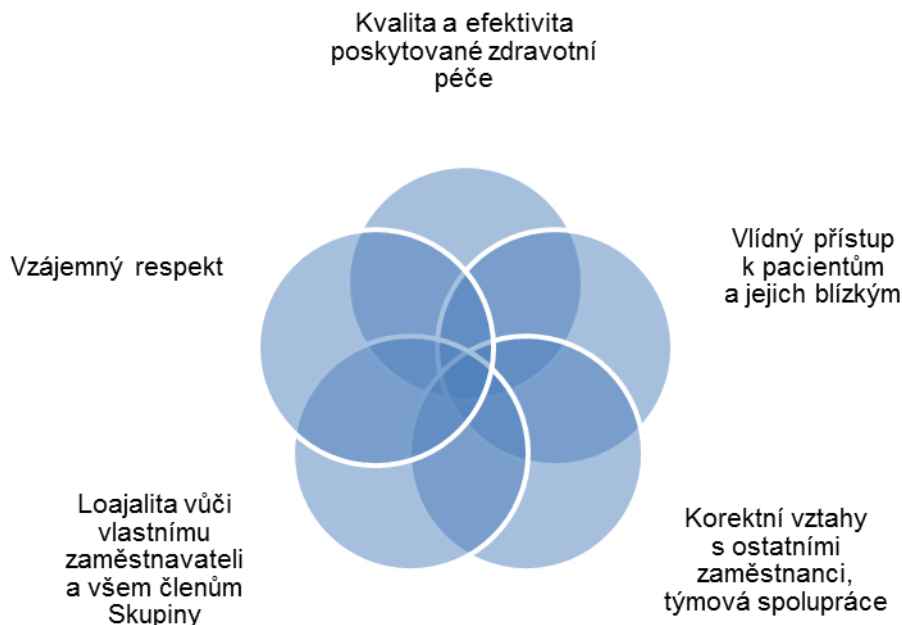 Kvalita a efektivita
poskytované zdravotní
péče
Vlídný přístup
k pacientům
a jejich blízkým
Korektní vztahy
s ostatními
zaměstnanci,
týmová spolupráce
Loajalita vůči
vlastnímu
zaměstnavateli
a všem členům
Skupiny
Vzájemný respekt